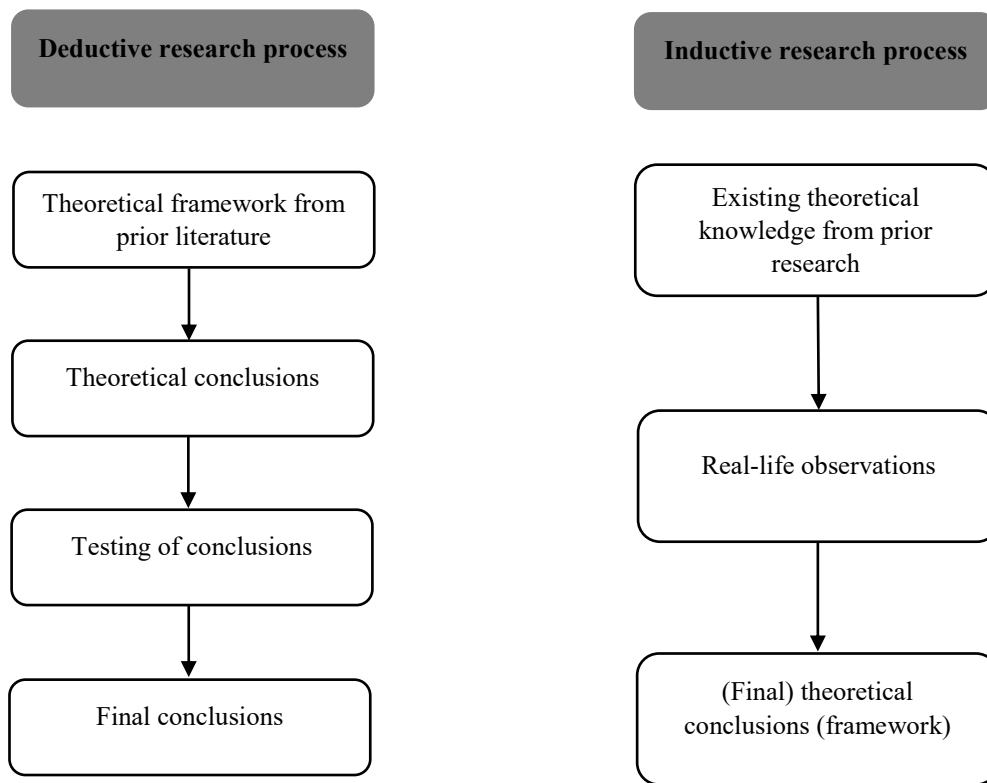 Deductive research process
Theoretical framework from
prior literature
Theoretical conclusions
Testing of conclusions
Final conclusions
Inductive research process
Existing theoretical
knowledge from prior
research
Real-life observations
(Final) theoretical
conclusions (framework)